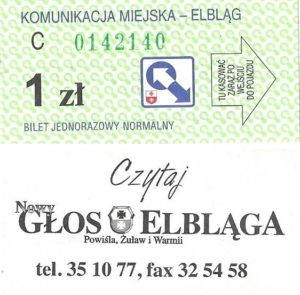 KOMUNIKACJA MIEJSKA – ELBLĄG
C 0142140
1 zł
TU KASOWAĆ
ZARAZ PO
WEJŚCIU
DO POJAZDU
BILET JEDNORAZOWY NORMALNY
Czytaj
Nowy
GŁOS ELBLĄGA
Powiśla, Żuław i Warmii
tel. 35 10 77, fax 32 54 58